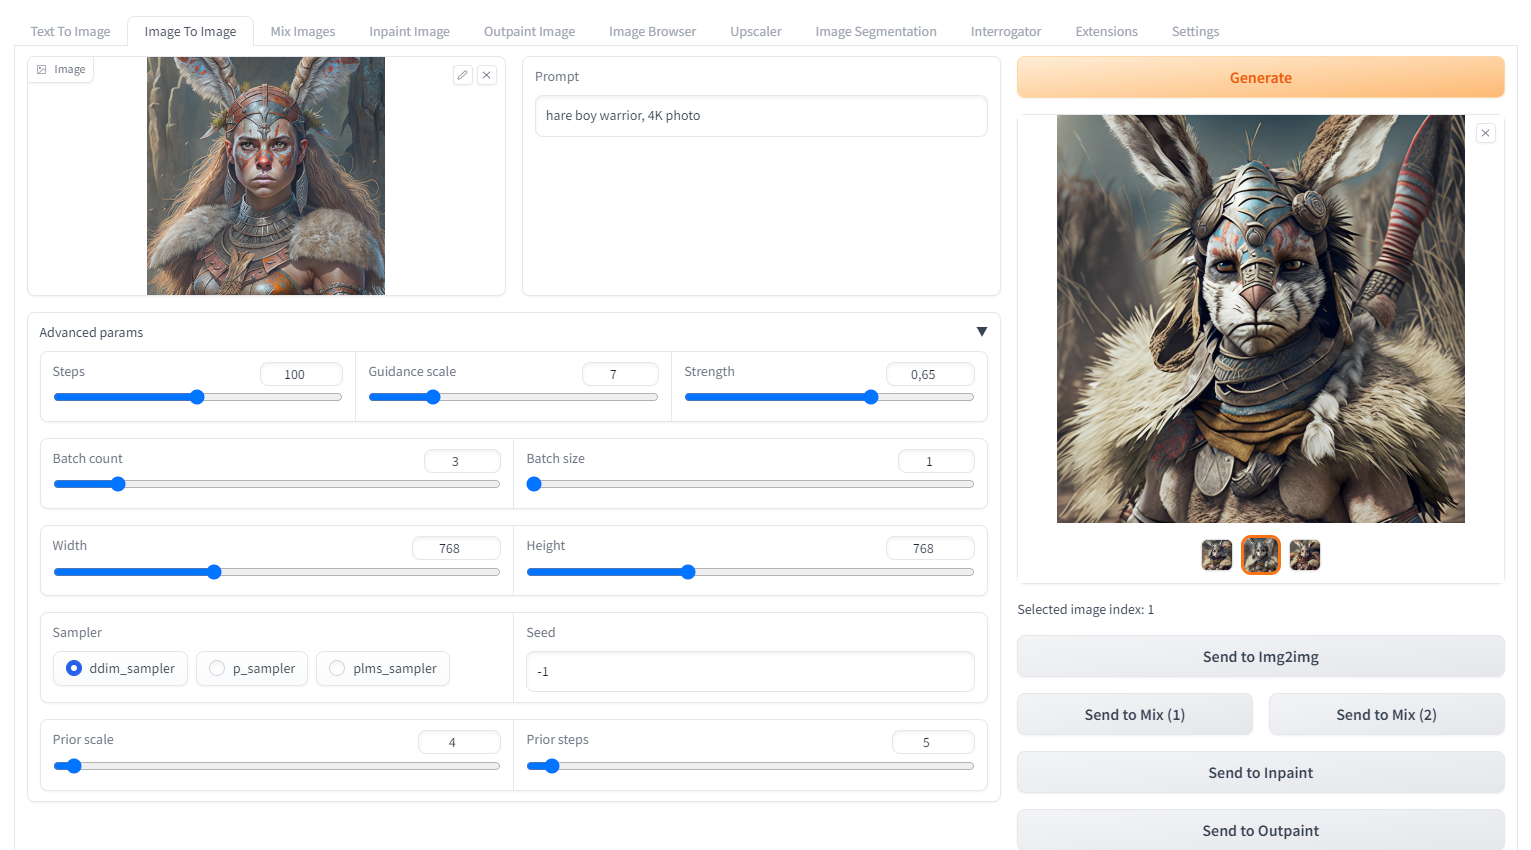 Text To Image
Image To Image
Mix Images
Inpaint Image
Outpaint Image
Image Browser
Upscaler
Image Segmentation
Interrogator
Extensions
Settings
Image
Prompt
hare boy warrior, 4K photo
Advanced params
Steps
100
Guidance scale
7
Strength
0,65
Batch count
3
Batch size
1
Width
768
Height
768
Sampler
ddim_sampler
p_sampler
plms_sampler
Seed
-1
Prior scale
4
Prior steps
5
Generate
Selected image index: 1
Send to Img2img
Send to Mix (1)
Send to Mix (2)
Send to Inpaint
Send to Outpaint